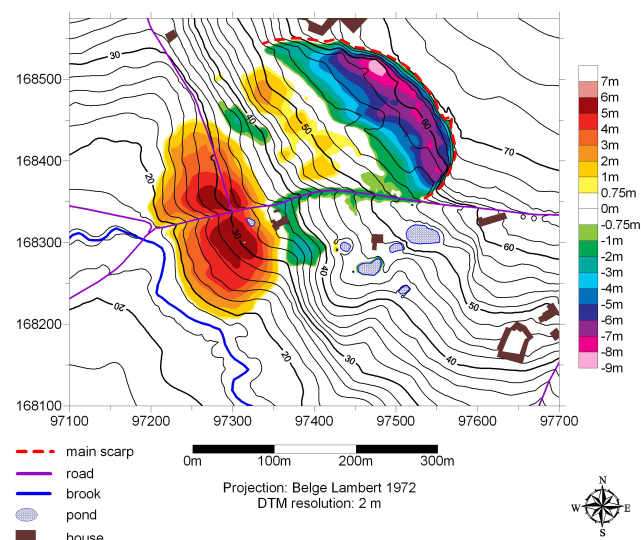 168500
168400
168300
168200
168100
97100
97200
97300
97400
97500
97600
97700
30
40
50
60
70
20
30
20
40
60
50
40
30
20
7m
6m
5m
4m
3m
2m
1m
0.75m
0m
-0.75m
-1m
-2m
-3m
-4m
-5m
-6m
-7m
-8m
-9m
main scarp
road
brook
pond
house
0m
100m
200m
300m
Projection: Belge Lambert 1972
DTM resolution: 2 m
N
W
E
S